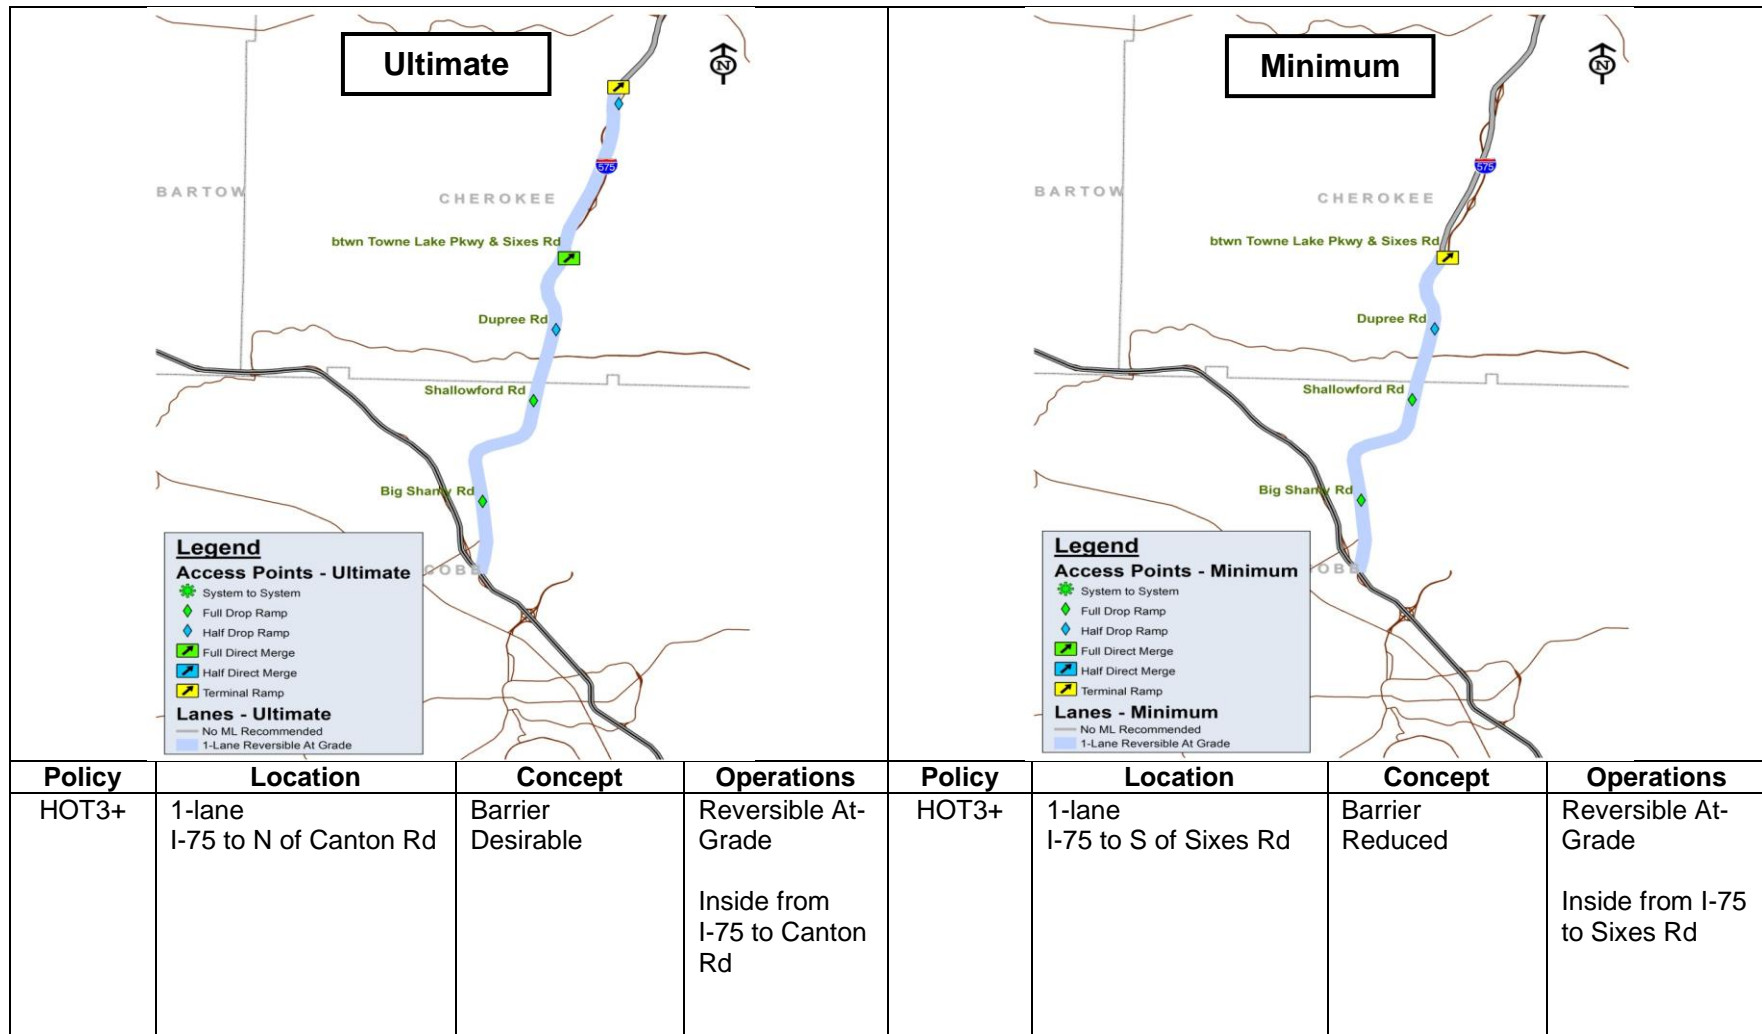 Ultimate
N
575
BARTOW
CHEROKEE
btwn Towne Lake Pkwy & Sixes Rd
Dupree Rd
Shallowford Rd
Big Shanty Rd
COBB
Legend
Access Points - Ultimate
System to System
Full Drop Ramp
Half Drop Ramp
Full Direct Merge
Half Direct Merge
Terminal Ramp
Lanes - Ultimate
No ML Recommended
1-Lane Reversible At Grade
Minimum
N
575
BARTOW
CHEROKEE
btwn Towne Lake Pkwy & Sixes Rd
Dupree Rd
Shallowford Rd
Big Shanty Rd
OBB
Legend
Access Points - Minimum
System to System
Full Drop Ramp
Half Drop Ramp
Full Direct Merge
Half Direct Merge
Terminal Ramp
Lanes - Minimum
No ML Recommended
1-Lane Reversible At Grade
Policy Location Concept Operations Policy Location Concept Operations
HOT3+ 1-lane Barrier Reversible At- HOT3+ 1-lane Barrier Reversible At-
I-75 to N of Canton Rd Desirable Grade I-75 to S of Sixes Rd Reduced Grade
Inside from Inside from I-75
I-75 to Canton to Sixes Rd
Rd